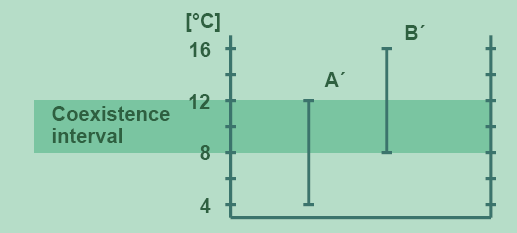 [°C]
B´
16
A´
12
Coexistence
interval
8
4